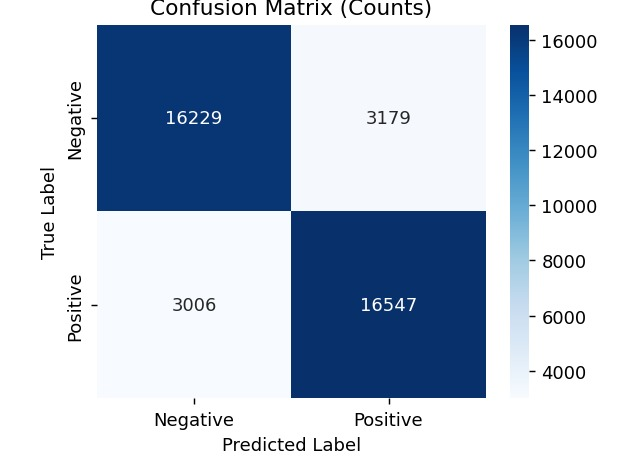 Confusion Matrix (Counts)
16000
14000
12000
10000
8000
6000
4000
True Label
Negative
16229
3179
Positive
3006
16547
Negative
Positive
Predicted Label